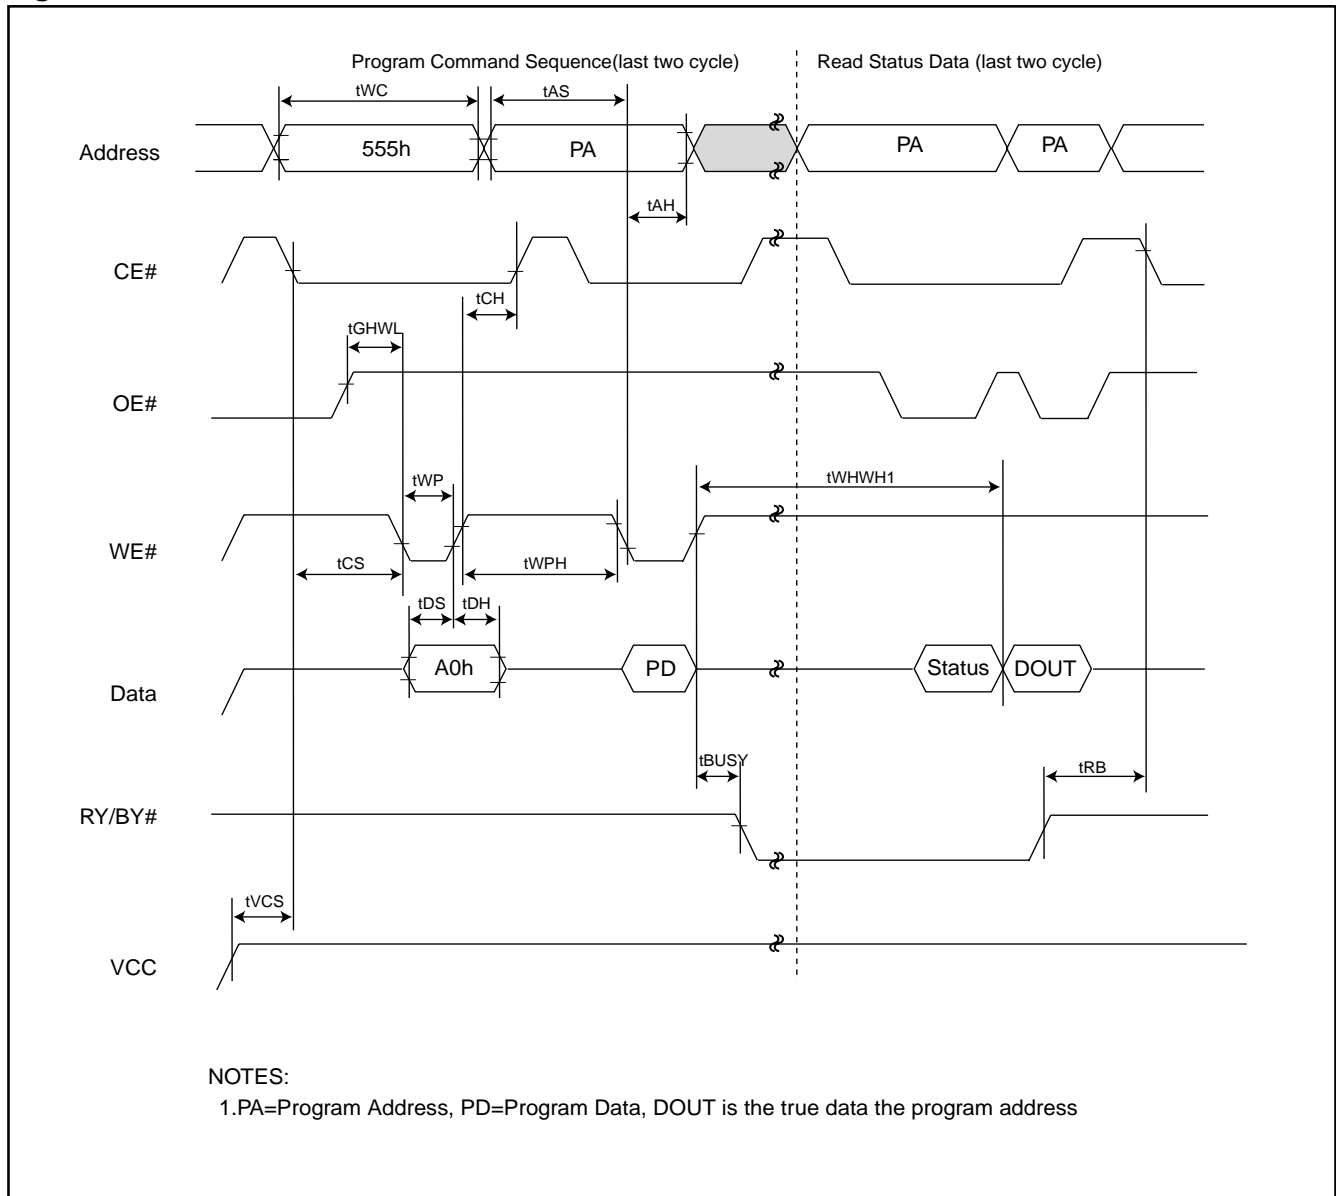 Program Command Sequence(last two cycle)
Read Status Data (last two cycle)
tWC
tAS
Address
555h
PA
PA
PA
tAH
CE#
tCH
tGHWL
OE#
tWP
tWHWH1
WE#
tCS
tWPH
tDS
tDH
A0h
PD
Status
DOUT
Data
tBUSY
tRB
RY/BY#
tVCS
VCC
NOTES:
1.PA=Program Address, PD=Program Data, DOUT is the true data the program address